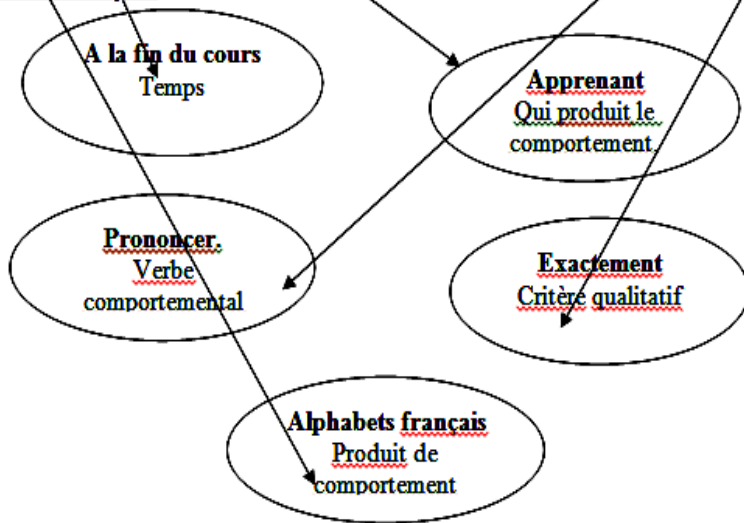 A la fin du cours
Temps
Apprenant
Qui produit le
comportement.
Prononcer.
Verbe
comportemental
Exactement
Critère qualitatif
Alphabets français
Produit de
comportement